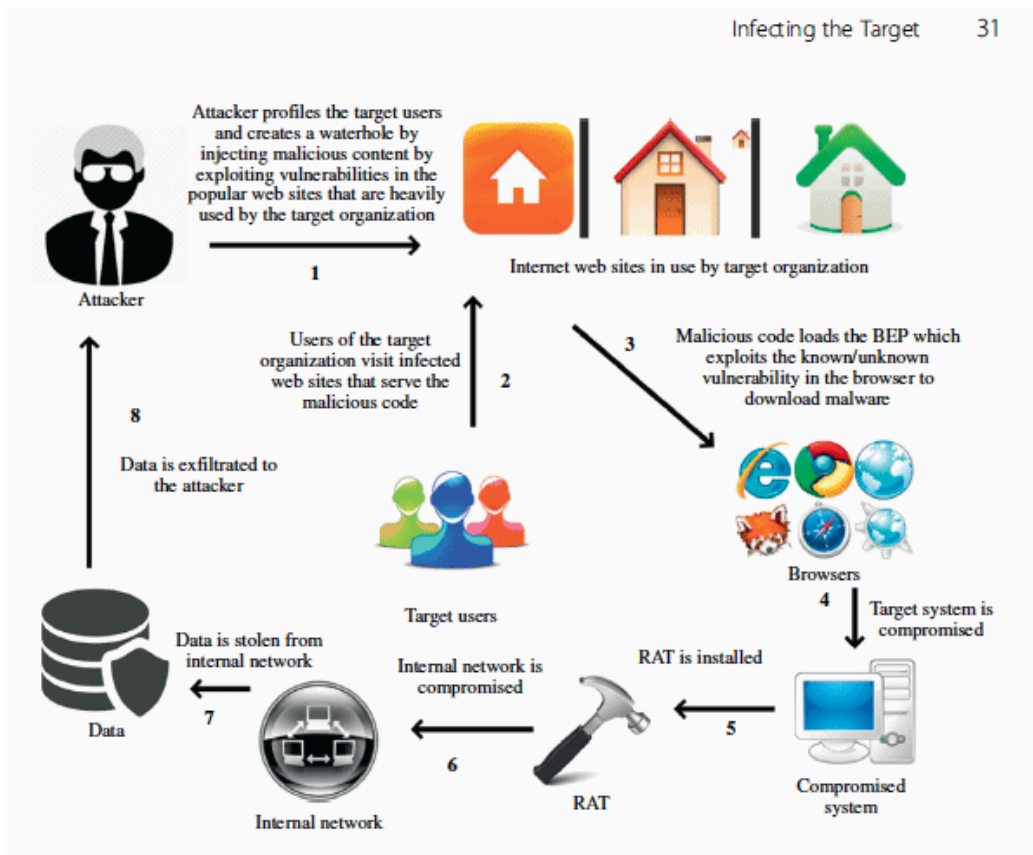 Infecting the Target 31
Attacker profiles the target users
and creates a waterhole by
injecting malicious content by
exploiting vulnerabilities in the
popular web sites that are heavily
used by the target organization
1
Attacker
Internet web sites in use by target organization
Users of the target
organization visit infected
web sites that serve the
malicious code
2
3
Malicious code loads the BEP which
exploits the known/unknown
vulnerability in the browser to
download malware
8
Data is exfiltrated to
the attacker
Browsers
4
Target system is
compromised
Target users
Data is stolen from
internal network
7
Data
Internal network is
compromised
6
RAT is installed
5
RAT
Compromised
system
Internal network